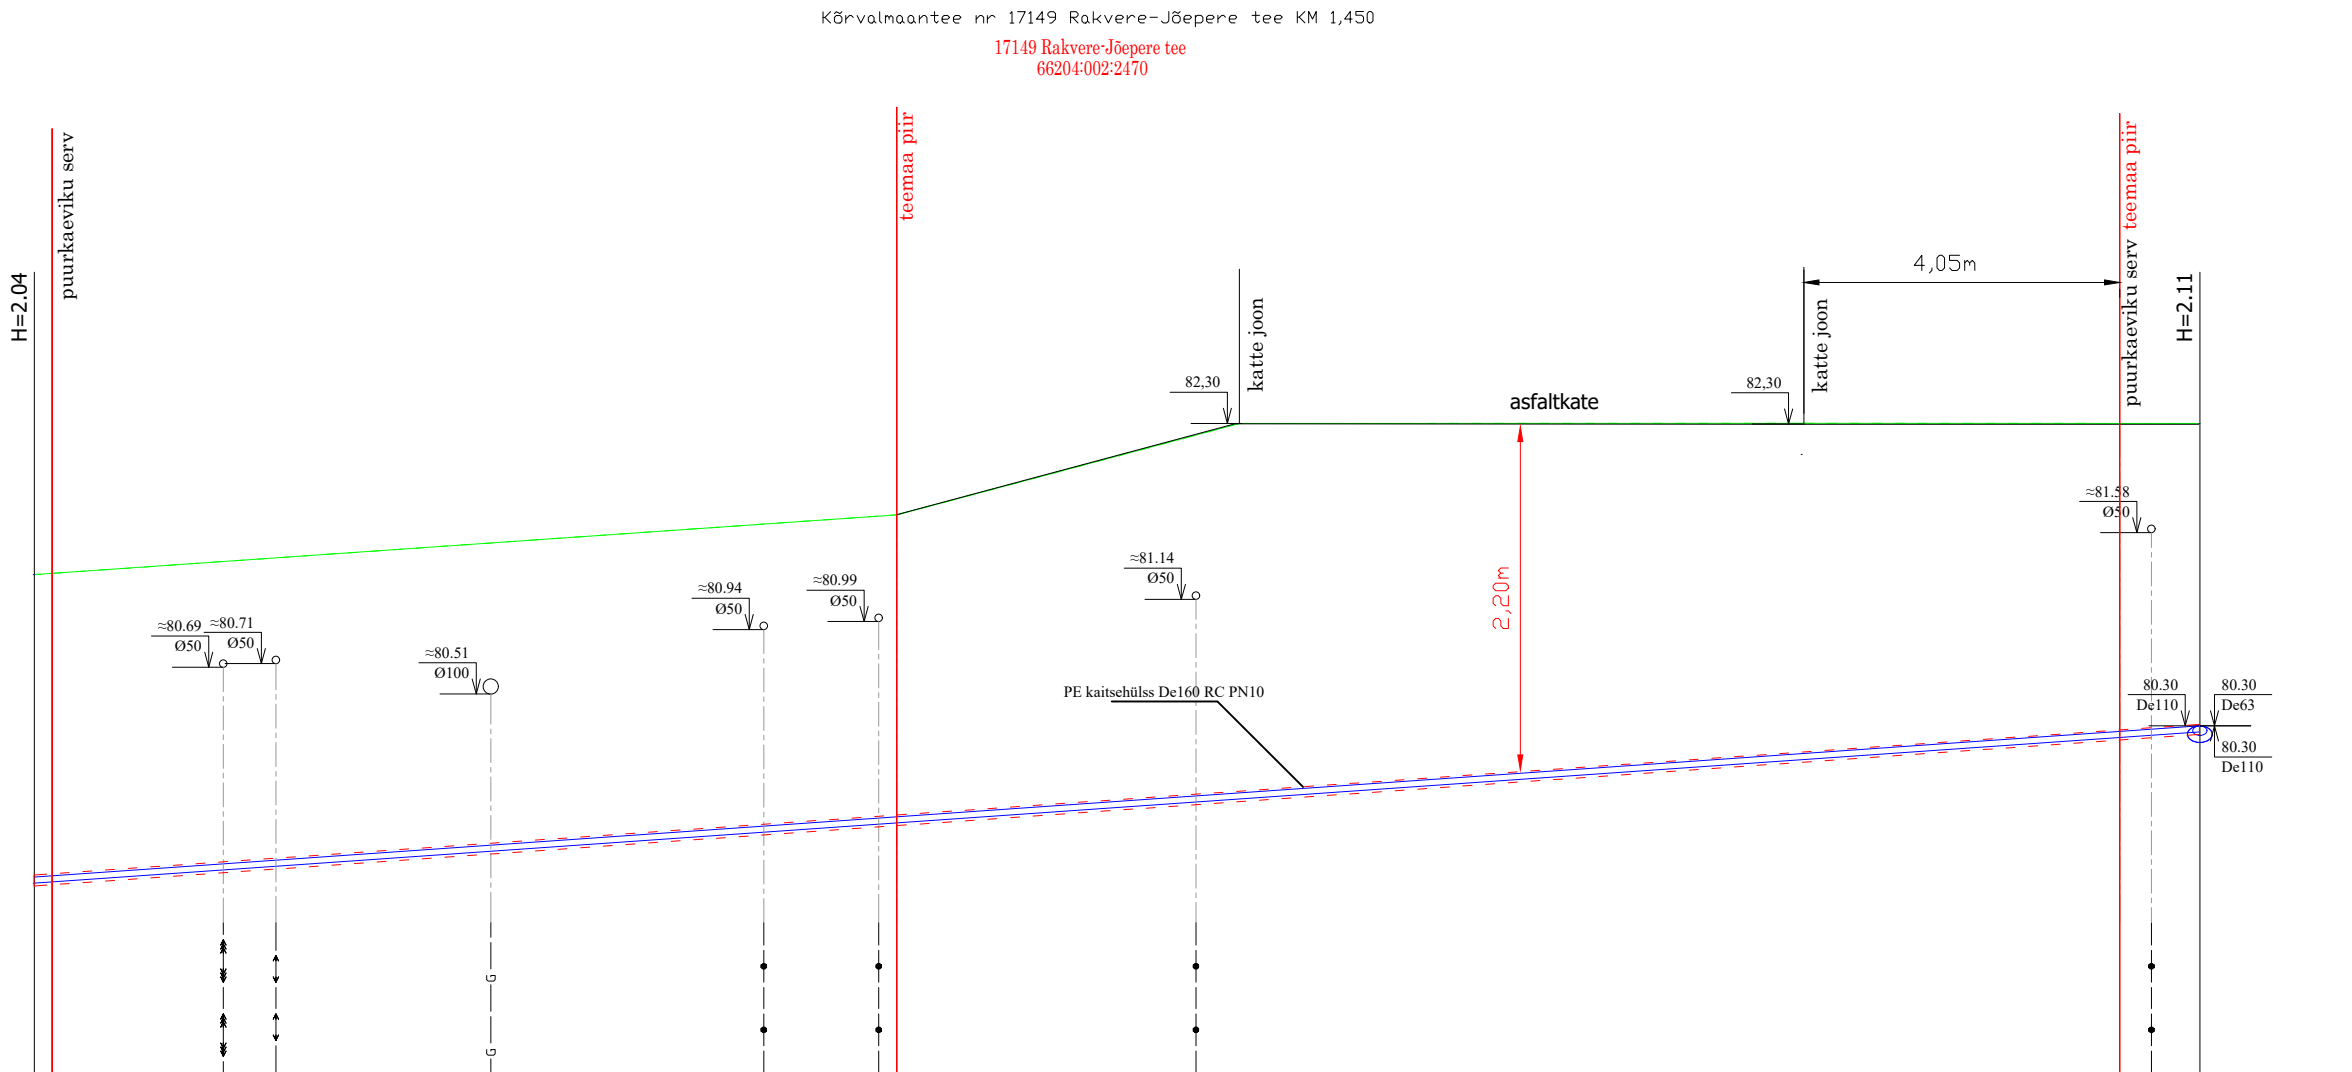 Kõrvalmaantee nr 17149 Rakvere-Jõepere tee KM 1,450
17149 Rakvere-Jõepere tee
66204:002:2470
H=2.04
puurkaeviku serv
teemaa piir
katte joon
katte joon
4,05m
puurkaeviku serv teemaa piir
H=2.11
82,30
82,30
asfaltkate
≈81.58
Ø50
≈81.14
Ø50
≈80.99
Ø50
≈80.94
Ø50
≈80.69
Ø50
≈80.71
Ø50
≈80.51
Ø100
2,20m
PE kaitsehülss De160 RC PN10
80.30
De110
80.30
De63
80.30
De110
G
G